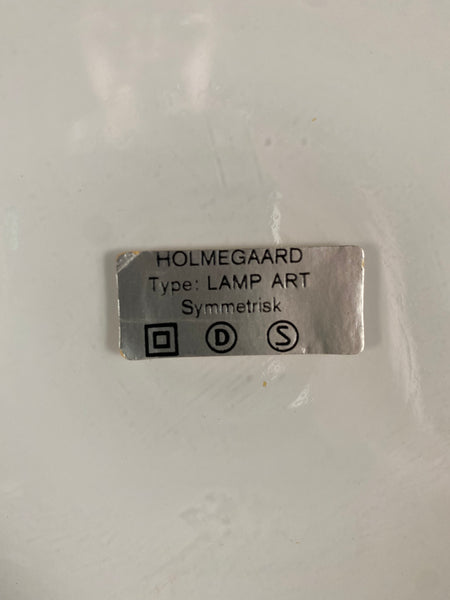 HOLMEGAARD
Type: LAMP ART
Symmetrisk
D S